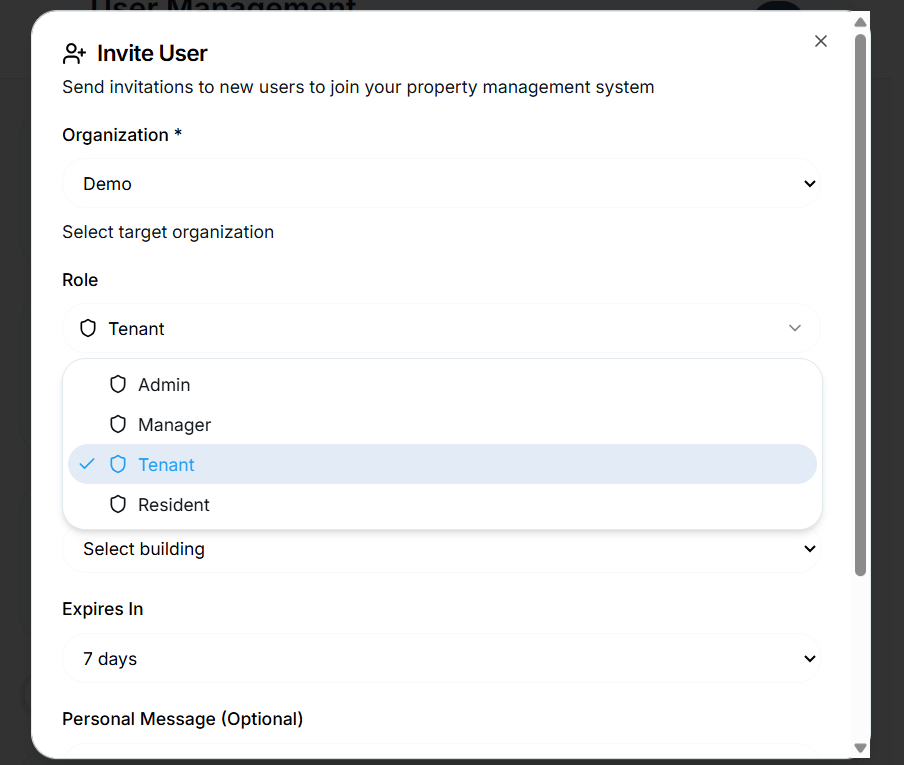 User Management
Invite User
Send invitations to new users to join your property management system
Organization *
Demo
Select target organization
Role
Tenant
Admin
Manager
Tenant
Resident
Select building
Expires In
7 days
Personal Message (Optional)